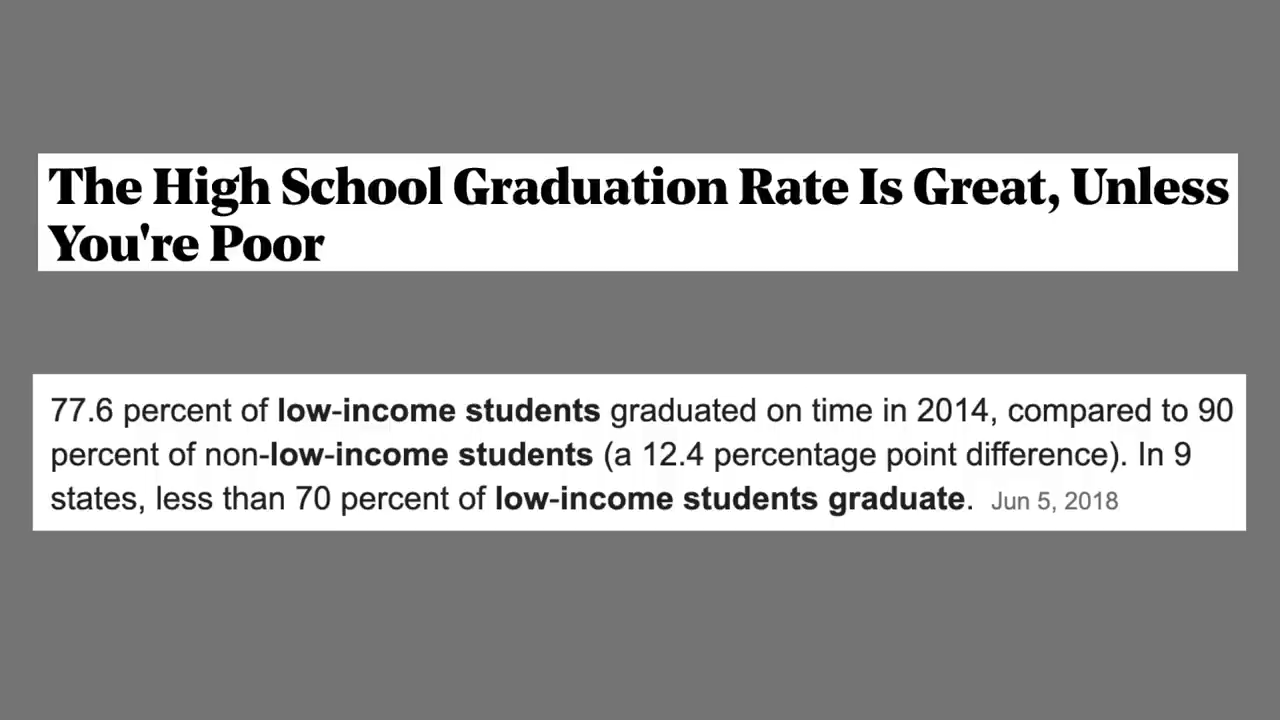 The High School Graduation Rate Is Great, Unless
You're Poor
77.6 percent of low-income students graduated on time in 2014, compared to 90
percent of non-low-income students (a 12.4 percentage point difference). In 9
states, less than 70 percent of low-income students graduate. Jun 5, 2018